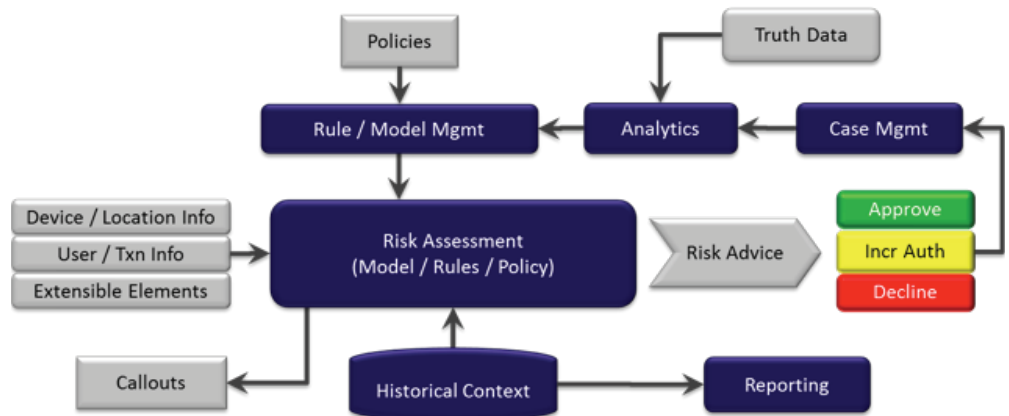 Policies
Truth Data
Rule / Model Mgmt
Analytics
Case Mgmt
Device / Location Info
User / Txn Info
Extensible Elements
Risk Assessment
(Model / Rules / Policy)
Risk Advice
Approve
Incr Auth
Decline
Callouts
Historical Context
Reporting